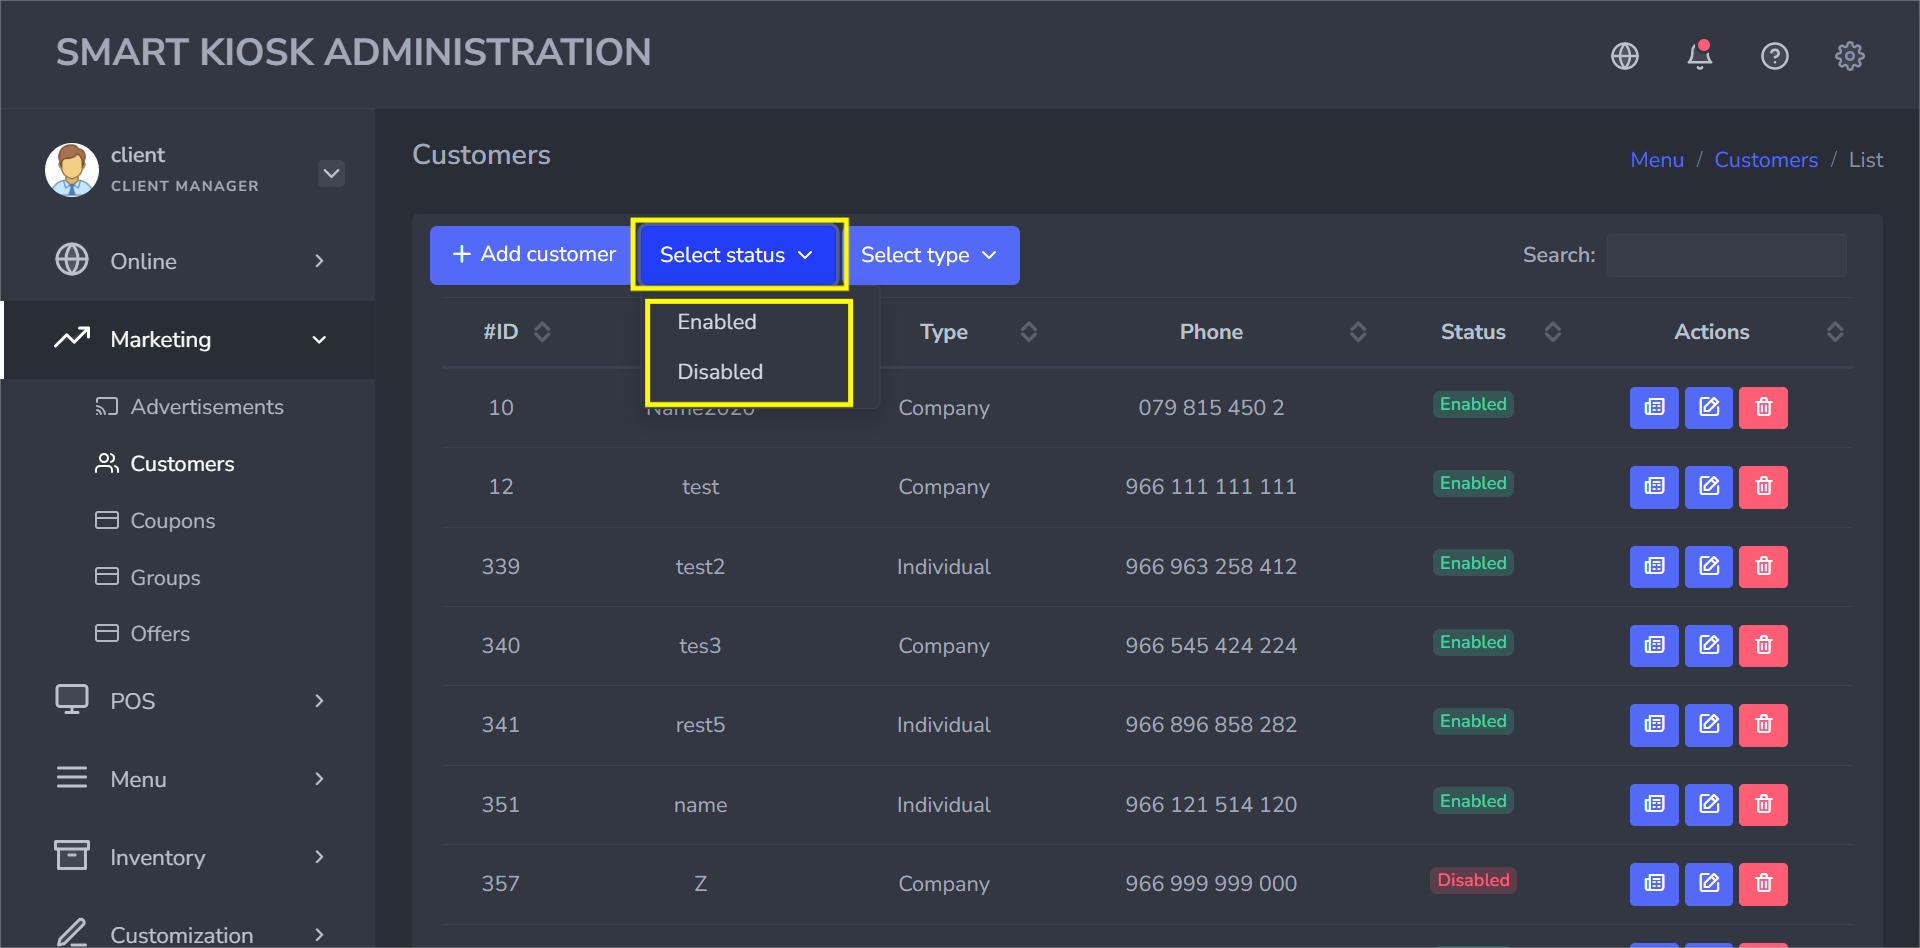 SMART KIOSK ADMINISTRATION
client
CLIENT MANAGER
Online
Marketing
Advertisements
Customers
Coupons
Groups
Offers
POS
Menu
Inventory
Customization
Customers
Menu / Customers / List
+ Add customer Select status Select type Search:
Enabled
Disabled
#ID Type Phone Status Actions
10 Name2020 Company 079 815 450 2 Enabled
12 test Company 966 111 111 111 Enabled
339 test2 Individual 966 963 258 412 Enabled
340 tes3 Company 966 545 424 224 Enabled
341 rest5 Individual 966 896 858 282 Enabled
351 name Individual 966 121 514 120 Enabled
357 Z Company 966 999 999 000 Disabled